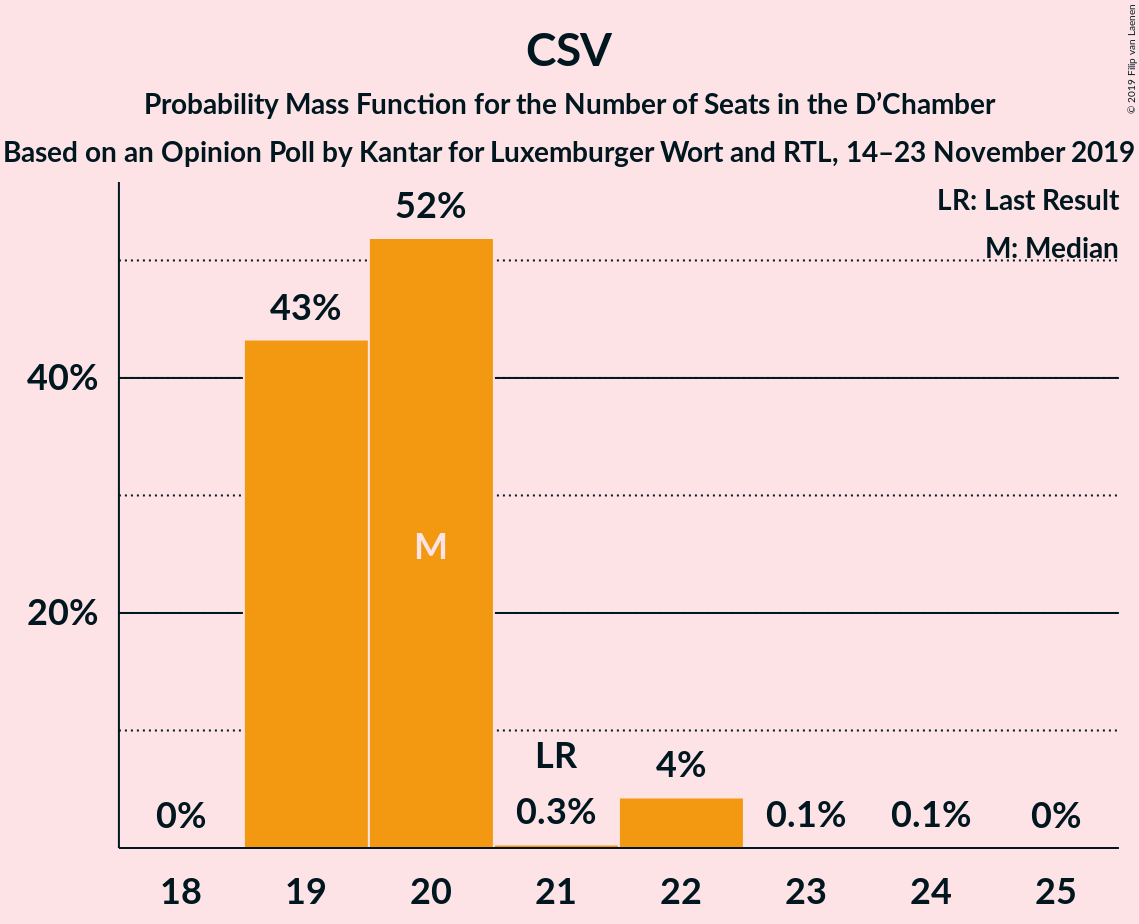 CSV
Probability Mass Function for the Number of Seats in the D’Chamber
Based on an Opinion Poll by Kantar for Luxemburger Wort and RTL, 14–23 November 2019
© 2019 Filip van Laenen
LR: Last Result
M: Median
52%
43%
40%
M
20%
LR
4%
0% 0.3% 0.1% 0.1% 0%
18 19 20 21 22 23 24 25